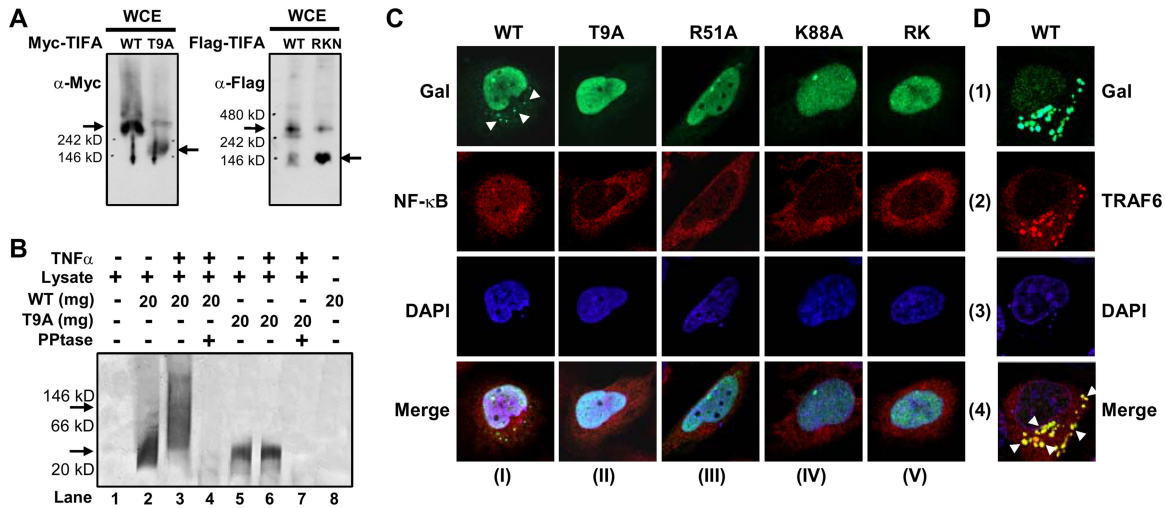 A
WCE WCE
Myc-TIFA WT T9A Flag-TIFA WT RKN
α-Myc α-Flag
480 kD
242 kD 242 kD
146 kD 146 kD
B
TNFα - - + + - + + -
Lysate + + + + + + + -
WT (mg) - 20 20 20 - - - 20
T9A (mg) - - - - 20 20 20 -
PPtase - - - + - - + -
146 kD
66 kD
20 kD
Lane 1 2 3 4 5 6 7 8
C
WT T9A R51A K88A RK
Gal (1)
NF-κB (2)
DAPI (3)
Merge (4)
(I) (II) (III) (IV) (V)
D
WT
Gal
TRAF6
DAPI
Merge